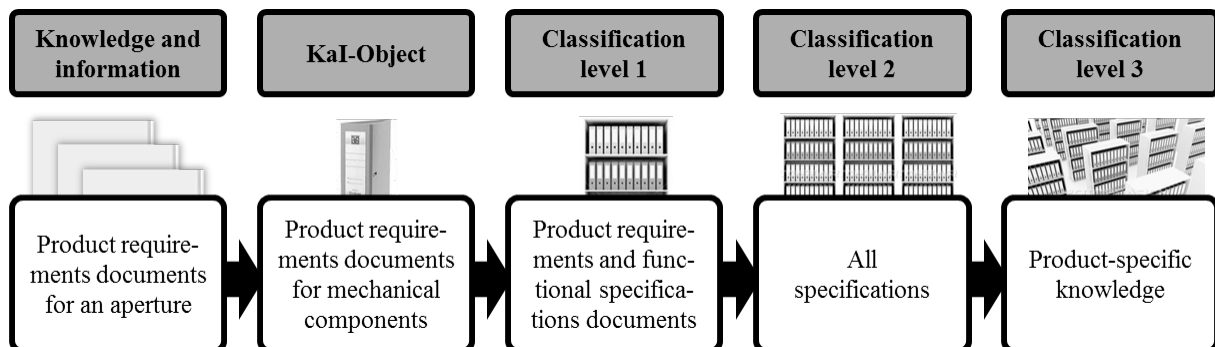 Knowledge and
information
KaI-Object
Classification
level 1
Classification
level 2
Classification
level 3
Product require-
ments documents
for an aperture
Product require-
ments documents
for mechanical
components
Product require-
ments and func-
tional specifica-
tions documents
All
specifications
Product-specific
knowledge